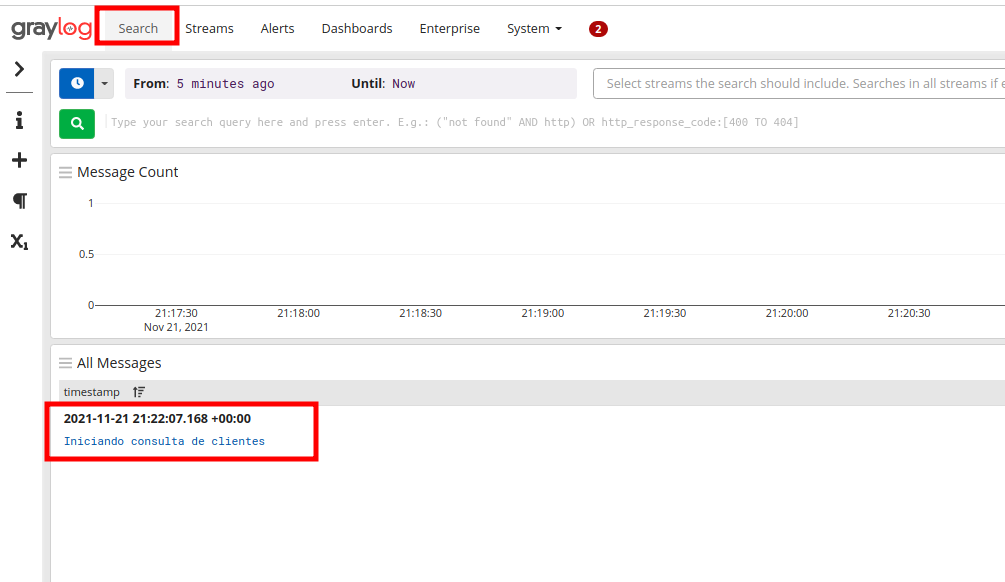 graylog Search Streams Alerts Dashboards Enterprise System 2
From: 5 minutes ago Until: Now Select streams the search should include. Searches in all streams if e
Type your search query here and press enter. E.g.: ("not found" AND http) OR http_response_code:[400 TO 404]
Message Count
1
0.5
0
21:17:30 21:18:00 21:18:30 21:19:00 21:19:30 21:20:00 21:20:30
Nov 21, 2021
All Messages
timestamp
2021-11-21 21:22:07.168 +00:00
Iniciando consulta de clientes
X1